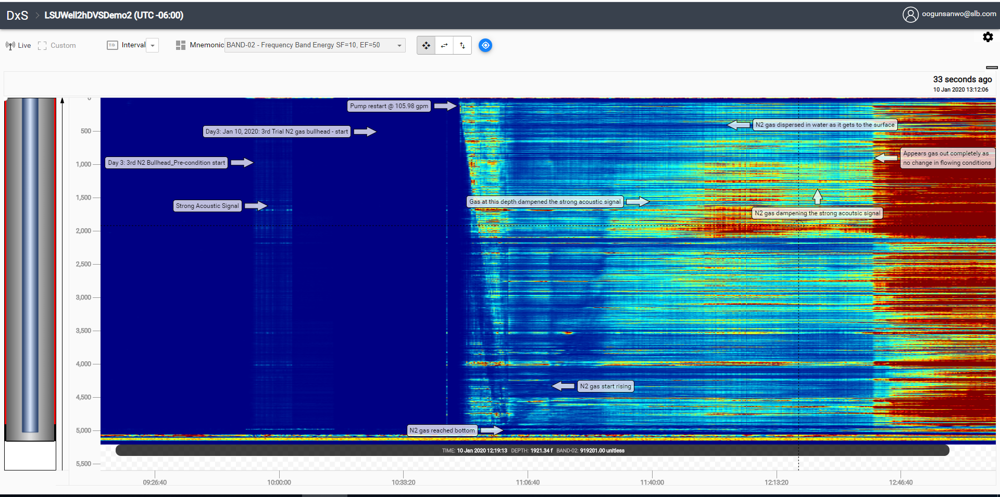 DxS > LSUWell2hDVSDemo2 (UTC -06:00)
oogunsanwo@slb.com
Live
Custom
T/D Interval
Mnemonic BAND-02 - Frequency Band Energy SF=10, EF=50
33 seconds ago
10 Jan 2020 13:12:06
0
500
1,000
1,500
2,000
2,500
3,000
3,500
4,000
4,500
5,000
5,500
Pump restart @ 105.98 gpm
N2 gas dispersed in water as it gets to the surface
Day3: Jan 10, 2020: 3rd Trial N2 gas bullhead - start
Appears gas out completely as
no change in flowing conditions
Day 3: 3rd N2 Bullhead_Pre-condition start
Gas at this depth dampened the strong acoustic signal
Strong Acoustic Signal
N2 gas dampening the strong acoutsic signal
N2 gas start rising
N2 gas reached bottom
TIME: 10 Jan 2020 12:19:13 DEPTH: 1921.34 f BAND-02: 919201.00 unitless
09:26:40
10:00:00
10:33:20
11:06:40
11:40:00
12:13:20
12:46:40